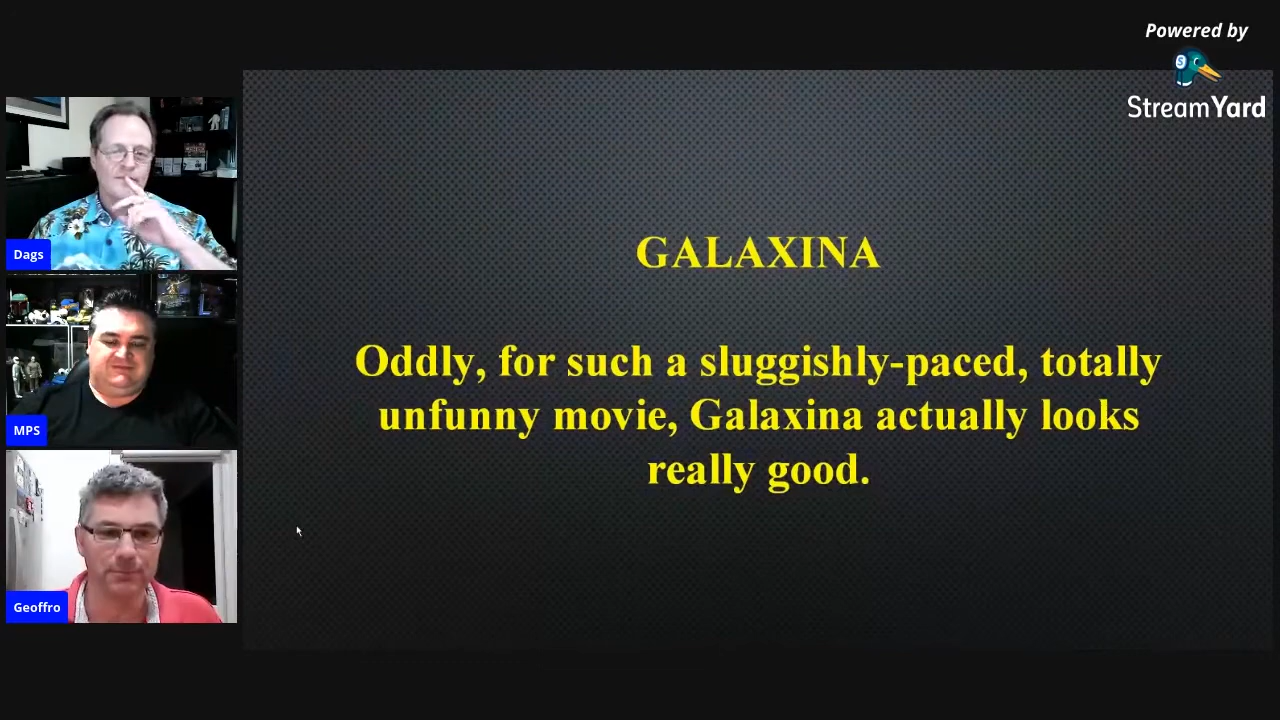 Powered by
StreamYard
Dags
MPS
Geoffro
GALAXINA
Oddly, for such a sluggishly-paced, totally
unfunny movie, Galaxina actually looks
really good.